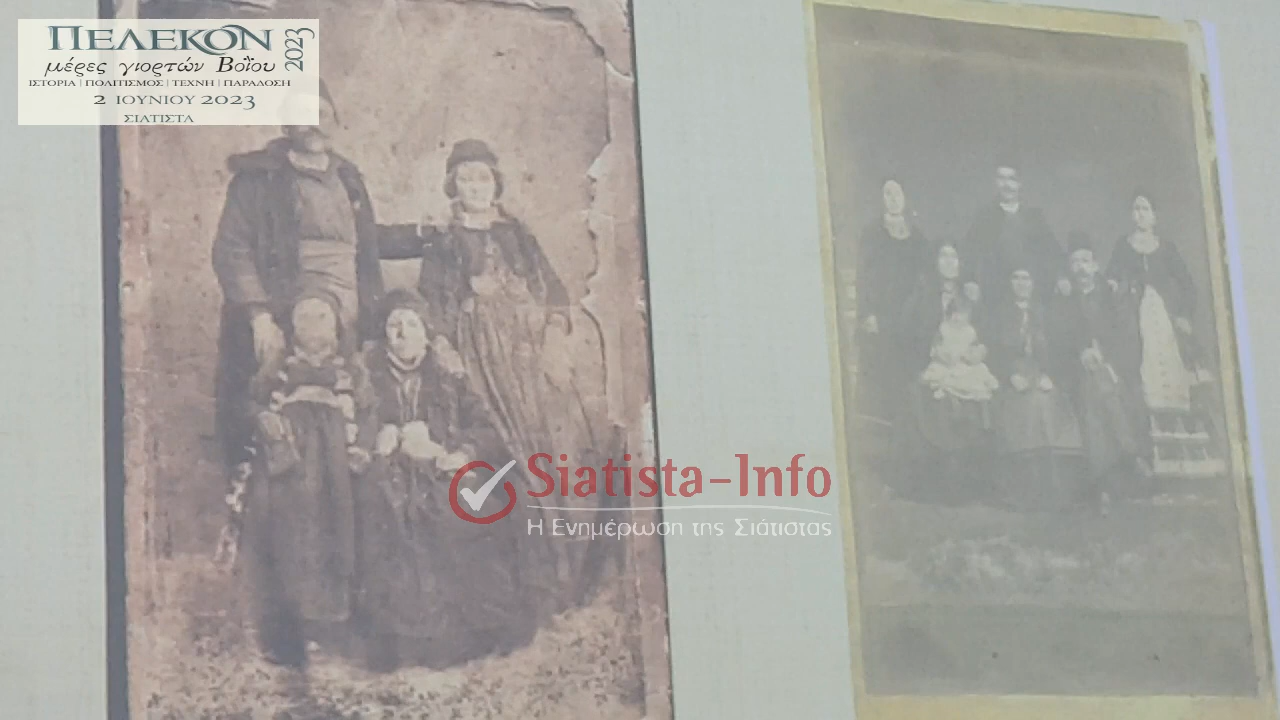 ΠΕΛΕΚΟΝ 2023
μέρες γιορτών Βοΐου
ΙΣΤΟΡΙΑ | ΠΟΛΙΤΙΣΜΟΣ | ΤΕΧΝΗ | ΠΑΡΑΔΟΣΗ
2 ΙΟΥΝΙΟΥ 2023
ΣΙΑΤΙΣΤΑ
Siatista-Info
Η Ενημέρωση της Σιάτιστας